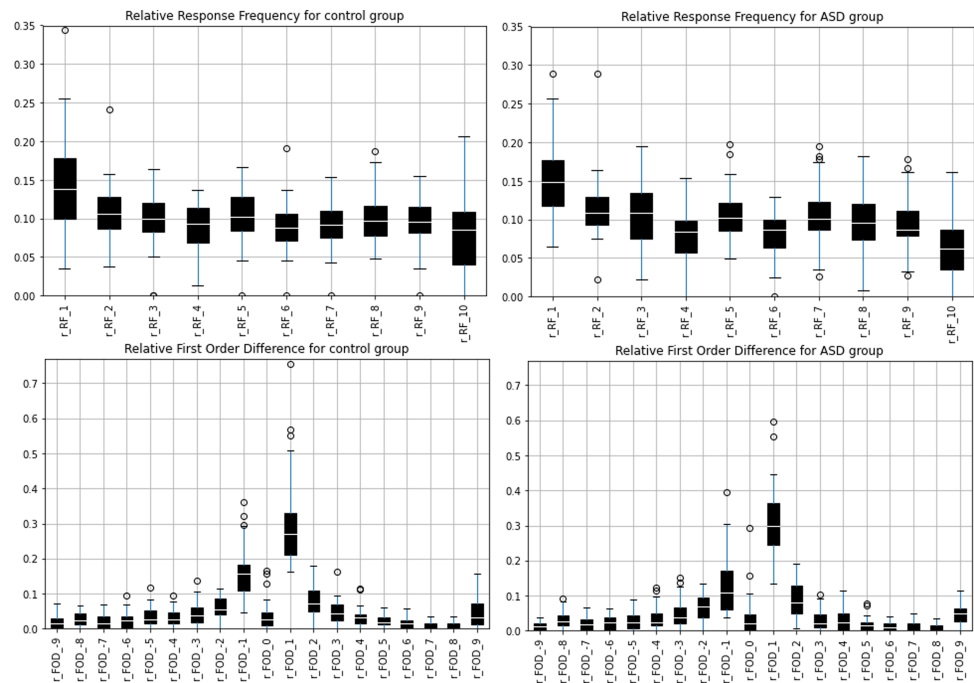 Relative Response Frequency for control group
0.35
0.30
0.25
0.20
0.15
0.10
0.05
0.00
r_RF_1
r_RF_2
r_RF_3
r_RF_4
r_RF_5
r_RF_6
r_RF_7
r_RF_8
r_RF_9
r_RF_10
Relative Response Frequency for ASD group
0.35
0.30
0.25
0.20
0.15
0.10
0.05
0.00
r_RF_1
r_RF_2
r_RF_3
r_RF_4
r_RF_5
r_RF_6
r_RF_7
r_RF_8
r_RF_9
r_RF_10
Relative First Order Difference for control group
0.7
0.6
0.5
0.4
0.3
0.2
0.1
0.0
r_FOD_-9
r_FOD_-8
r_FOD_-7
r_FOD_-6
r_FOD_-5
r_FOD_-4
r_FOD_-3
r_FOD_-2
r_FOD_-1
r_FOD_0
r_FOD_1
r_FOD_2
r_FOD_3
r_FOD_4
r_FOD_5
r_FOD_6
r_FOD_7
r_FOD_8
r_FOD_9
Relative First Order Difference for ASD group
0.7
0.6
0.5
0.4
0.3
0.2
0.1
0.0
r_FOD_-9
r_FOD_-8
r_FOD_-7
r_FOD_-6
r_FOD_-5
r_FOD_-4
r_FOD_-3
r_FOD_-2
r_FOD_-1
r_FOD_0
r_FOD_1
r_FOD_2
r_FOD_3
r_FOD_4
r_FOD_5
r_FOD_6
r_FOD_7
r_FOD_8
r_FOD_9